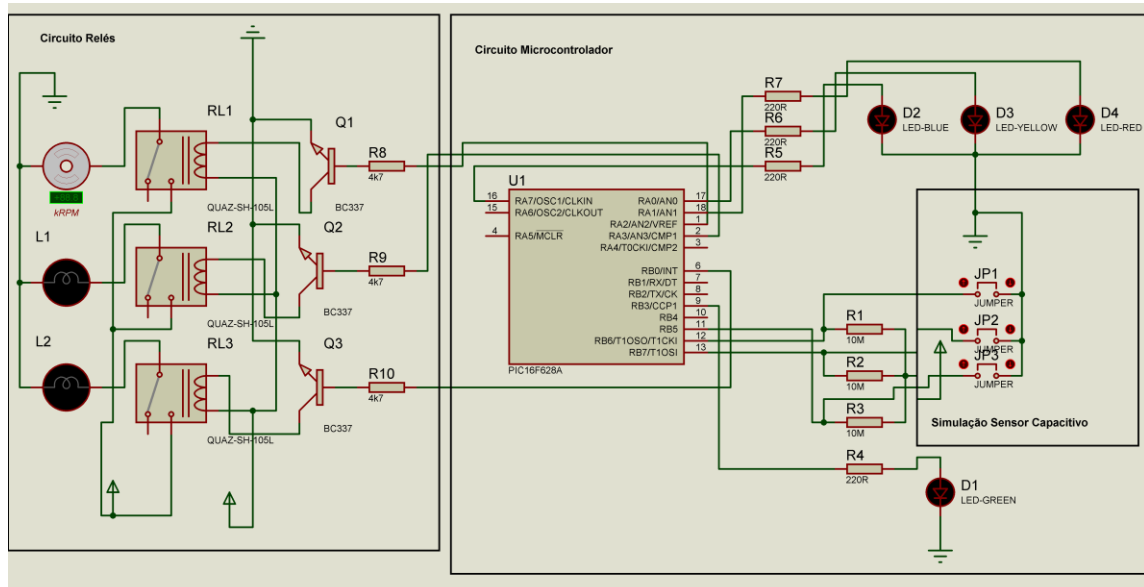 Circuito Relés
Circuito Microcontrolador
RL1
QUAZ-SH-105L
kRPM
Q1
BC337
R8
4k7
L1
RL2
QUAZ-SH-105L
Q2
BC337
R9
4k7
L2
RL3
QUAZ-SH-105L
Q3
BC337
R10
4k7
R7
220R
R6
220R
R5
220R
D2
LED-BLUE
D3
LED-YELLOW
D4
LED-RED
U1
16 RA7/OSC1/CLKIN
15 RA6/OSC2/CLKOUT
4 RA5/MCLR
RA0/AN0 17
RA1/AN1 18
RA2/AN2/VREF 1
RA3/AN3/CMP1 2
RA4/T0CKI/CMP2 3
RB0/INT 6
RB1/RX/DT 7
RB2/TX/CK 8
RB3/CCP1 9
RB4 10
RB5 11
RB6/T1OSO/T1CKI 12
RB7/T1OSI 13
PIC16F628A
R1
10M
R2
10M
R3
10M
R4
220R
JP1
JUMPER
JP2
JUMPER
JP3
JUMPER
Simulação Sensor Capacitivo
D1
LED-GREEN